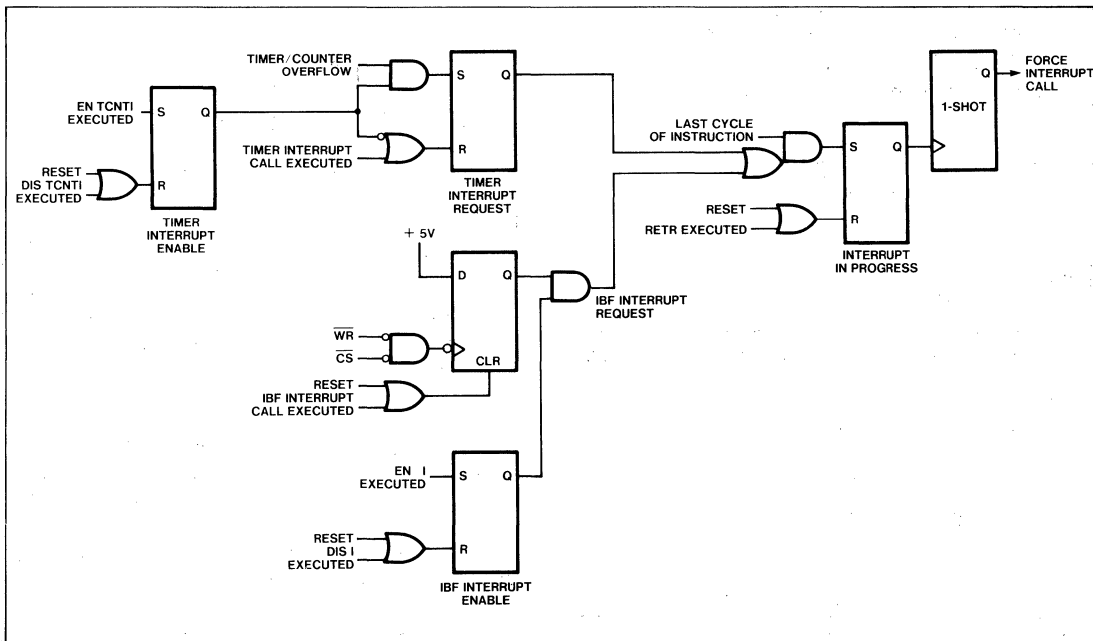 TIMER/COUNTER
OVERFLOW
S
Q
EN TCNTI
EXECUTED
S
Q
TIMER INTERRUPT
CALL EXECUTED
R
RESET
DIS TCNTI
EXECUTED
R
TIMER
INTERRUPT
ENABLE
TIMER
INTERRUPT
REQUEST
Q
FORCE
INTERRUPT
CALL
1-SHOT
LAST CYCLE
OF INSTRUCTION
S
Q
RESET
RETR EXECUTED
R
INTERRUPT
IN PROGRESS
+ 5V
D
Q
IBF INTERRUPT
REQUEST
WR
CS
CLR
RESET
IBF INTERRUPT
CALL EXECUTED
EN I
EXECUTED
S
Q
RESET
DIS I
EXECUTED
R
IBF INTERRUPT
ENABLE